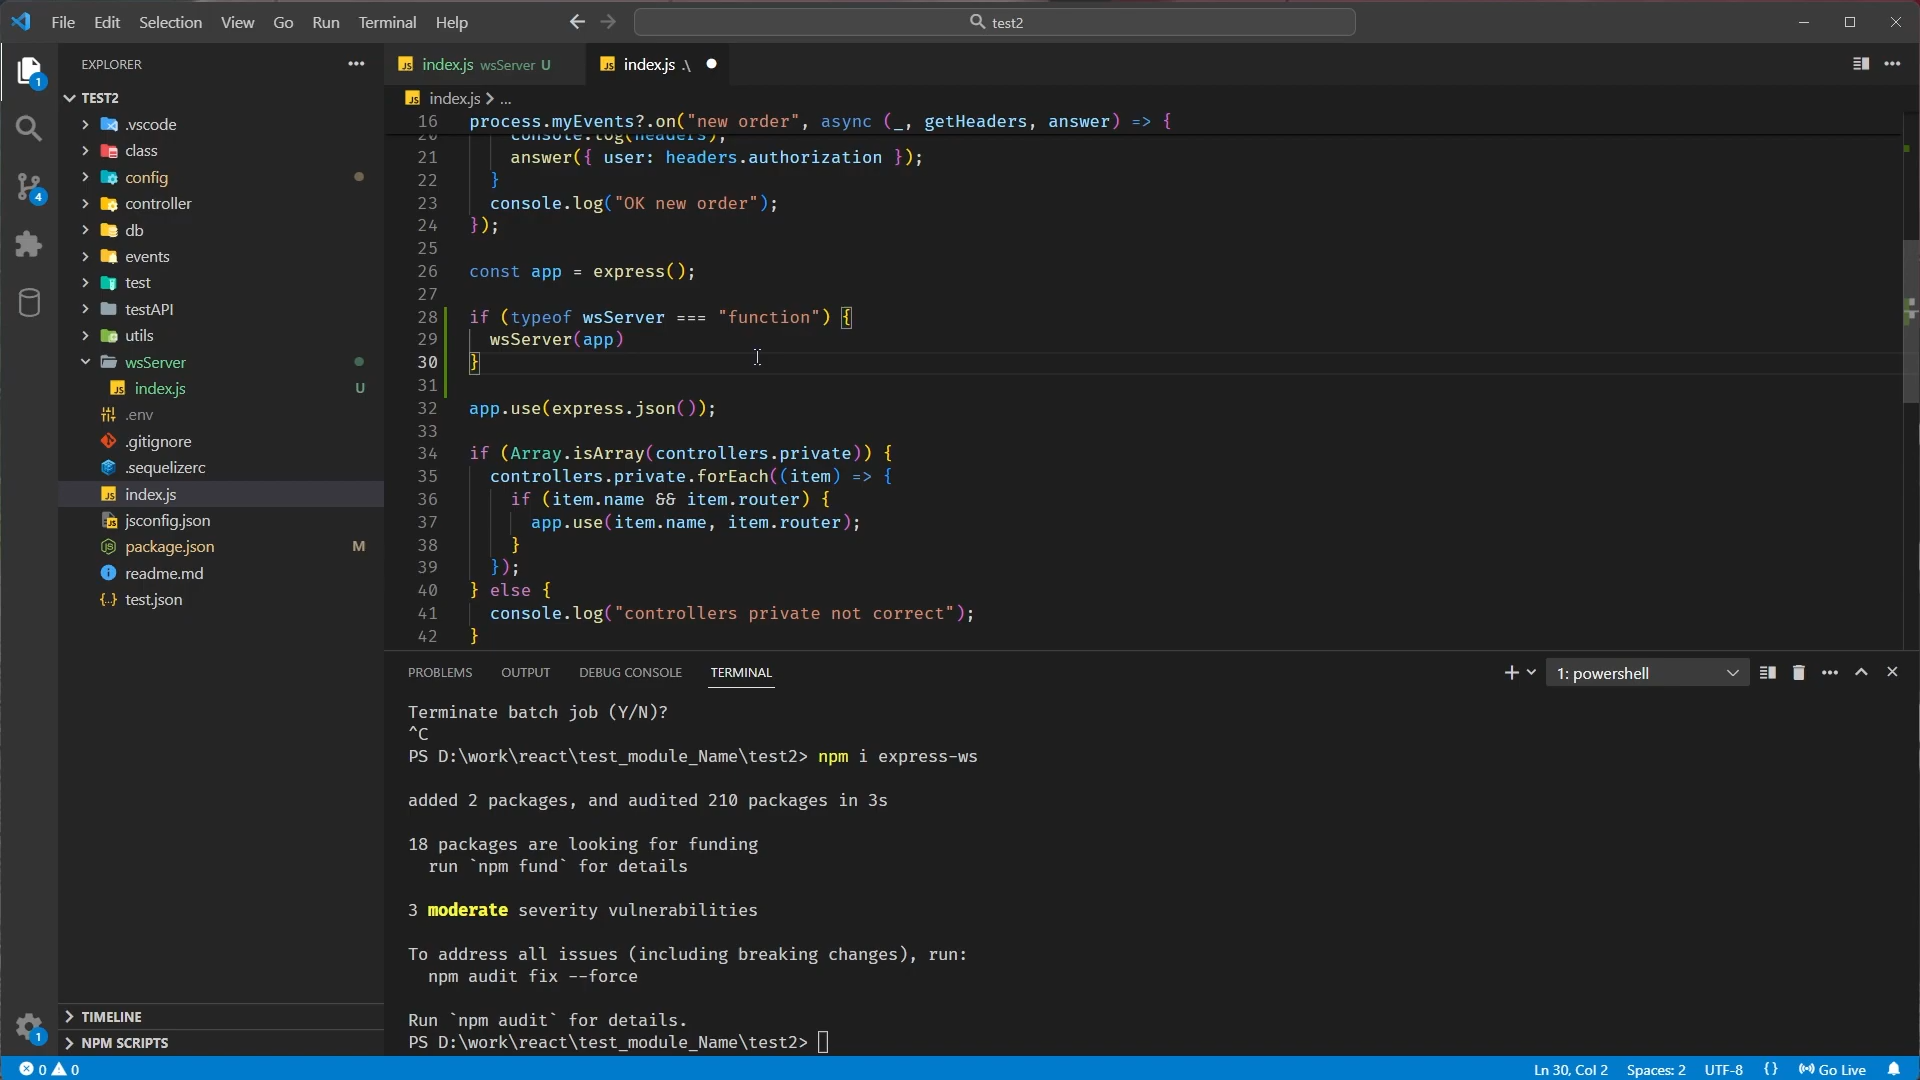 File Edit Selection View Go Run Terminal Help
test2
EXPLORER
TEST2
.vscode
class
config
controller
db
events
test
testAPI
utils
wsServer
index.js U
.env
.gitignore
.sequelizerc
index.js
jsconfig.json
package.json M
readme.md
test.json
TIMELINE
NPM SCRIPTS
1
4
1
index.js wsServer U
index.js .\
index.js > ...
16 process.myEvents?.on("new order", async (_, getHeaders, answer) => {
20 console.log(headers);
21 answer({ user: headers.authorization });
22 }
23 console.log("OK new order");
24 });
25
26 const app = express();
27
28 if (typeof wsServer === "function") {
29 wsServer(app)
30 }
31
32 app.use(express.json());
33
34 if (Array.isArray(controllers.private)) {
35 controllers.private.forEach((item) => {
36 if (item.name && item.router) {
37 app.use(item.name, item.router);
38 }
39 });
40 } else {
41 console.log("controllers private not correct");
42 }
PROBLEMS OUTPUT DEBUG CONSOLE TERMINAL
1: powershell
Terminate batch job (Y/N)?
^C
PS D:\work\react\test_module_Name\test2> npm i express-ws
added 2 packages, and audited 210 packages in 3s
18 packages are looking for funding
run `npm fund` for details
3 moderate severity vulnerabilities
To address all issues (including breaking changes), run:
npm audit fix --force
Run `npm audit` for details.
PS D:\work\react\test_module_Name\test2>
0 0
Ln 30, Col 2 Spaces: 2 UTF-8 {} Go Live